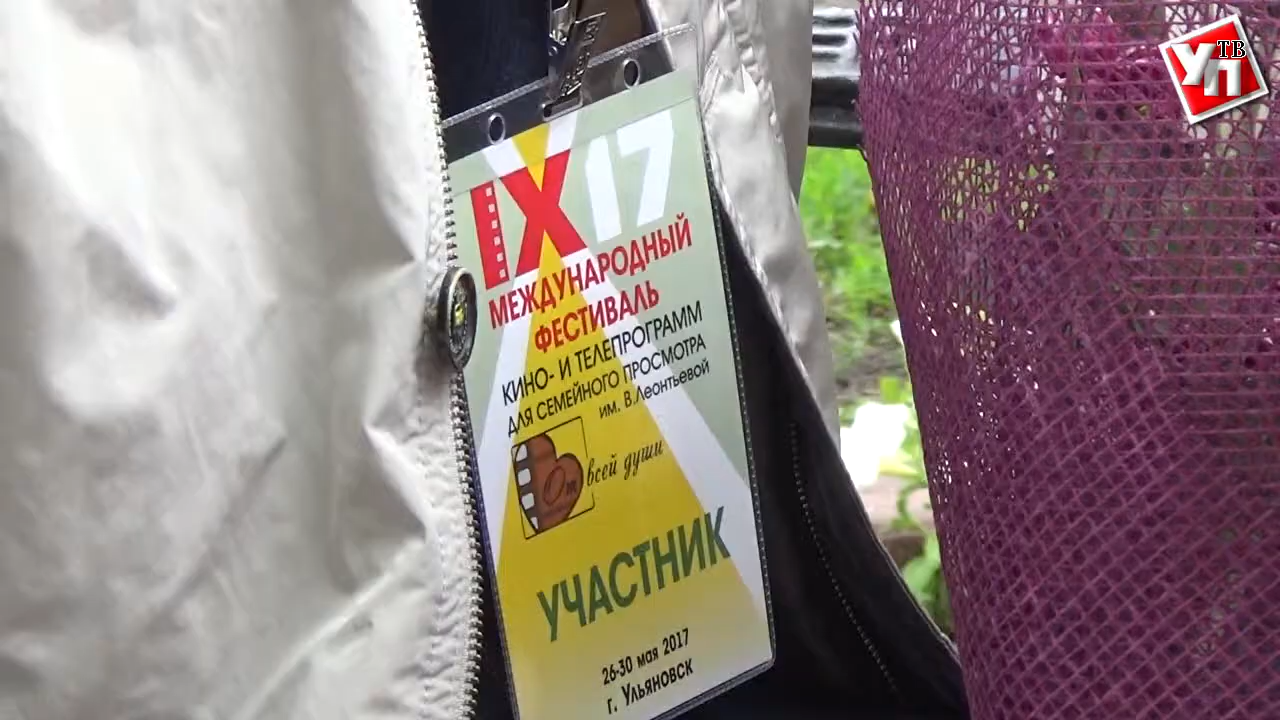 УП ТВ
IX 17
МЕЖДУНАРОДНЫЙ
ФЕСТИВАЛЬ
КИНО- И ТЕЛЕПРОГРАММ
ДЛЯ СЕМЕЙНОГО ПРОСМОТРА
им. В.Леонтьевой
От всей души
УЧАСТНИК
26-30 мая 2017
г. Ульяновск